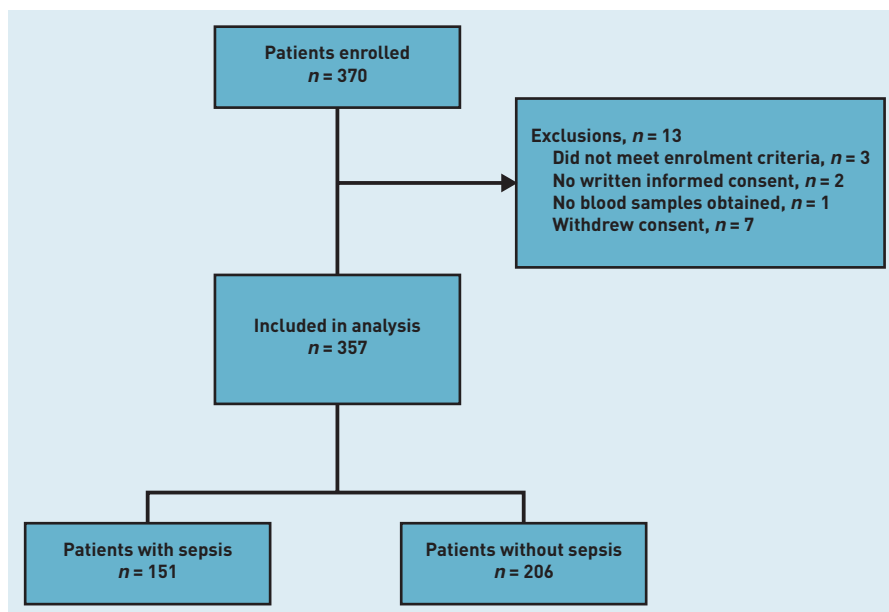 Patients enrolled
n = 370
Exclusions, n = 13
Did not meet enrolment criteria, n = 3
No written informed consent, n = 2
No blood samples obtained, n = 1
Withdrew consent, n = 7
Included in analysis
n = 357
Patients with sepsis
n = 151
Patients without sepsis
n = 206